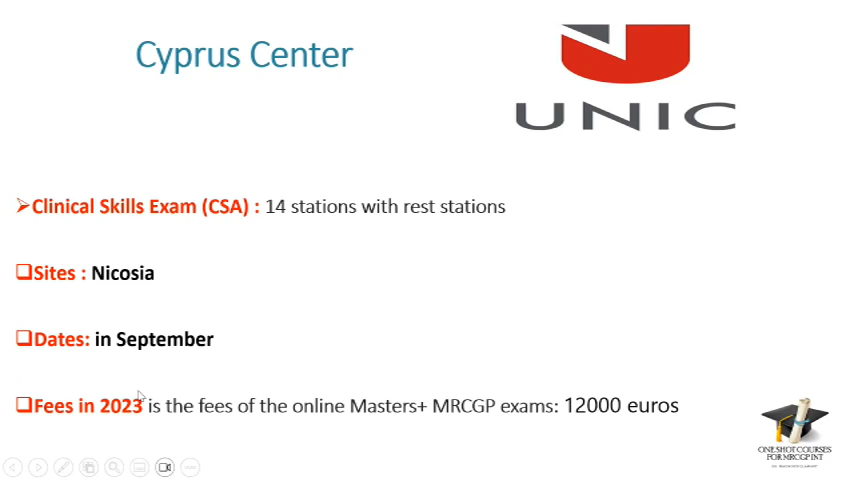 Cyprus Center
UNIC
Clinical Skills Exam (CSA) : 14 stations with rest stations
Sites : Nicosia
Dates: in September
Fees in 2023 is the fees of the online Masters+ MRCGP exams: 12000 euros
ONE SHOT COURSES
FOR MRCGP INT